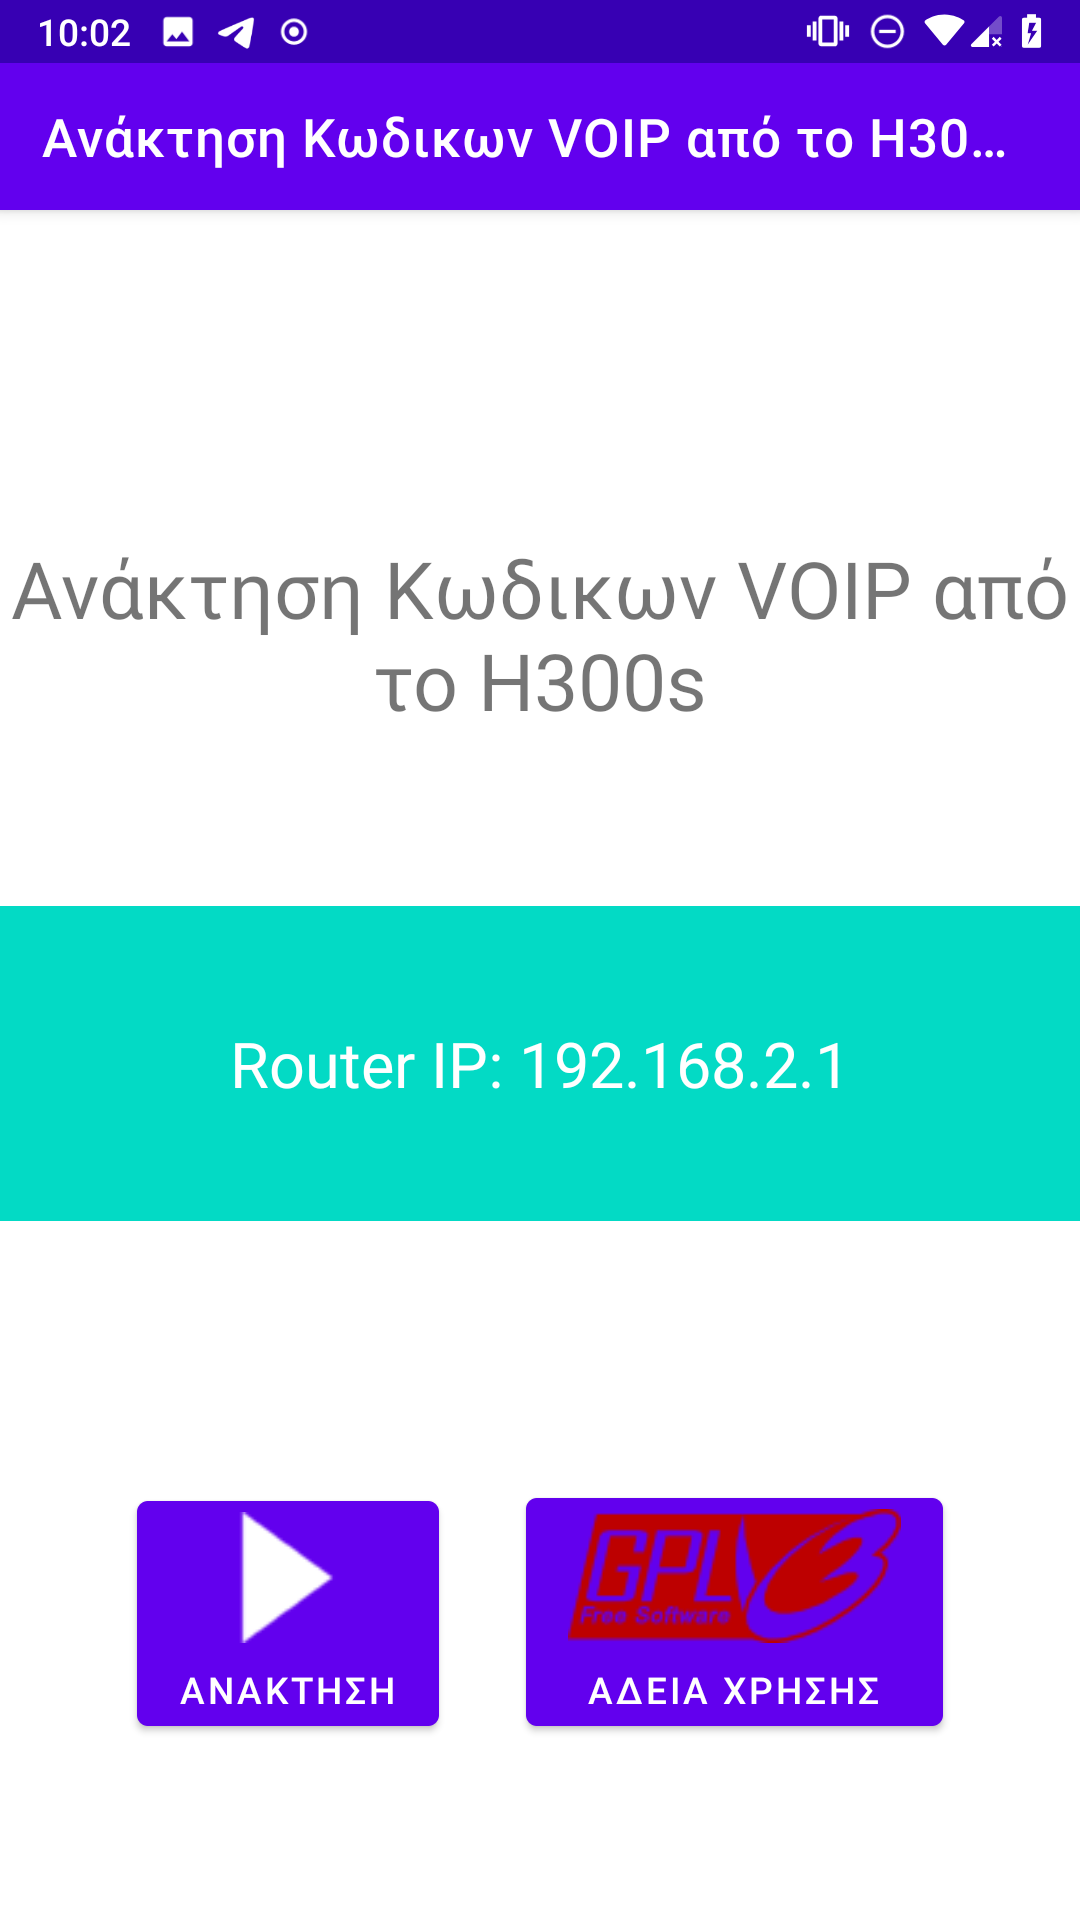 10:02
Ανάκτηση Κωδικων VOIP από το H30...
Ανάκτηση Κωδικων VOIP από
το H300s
Router IP: 192.168.2.1
GPL 3
Free Software
ΑΝΑΚΤΗΣΗ
ΑΔΕΙΑ ΧΡΗΣΗΣ